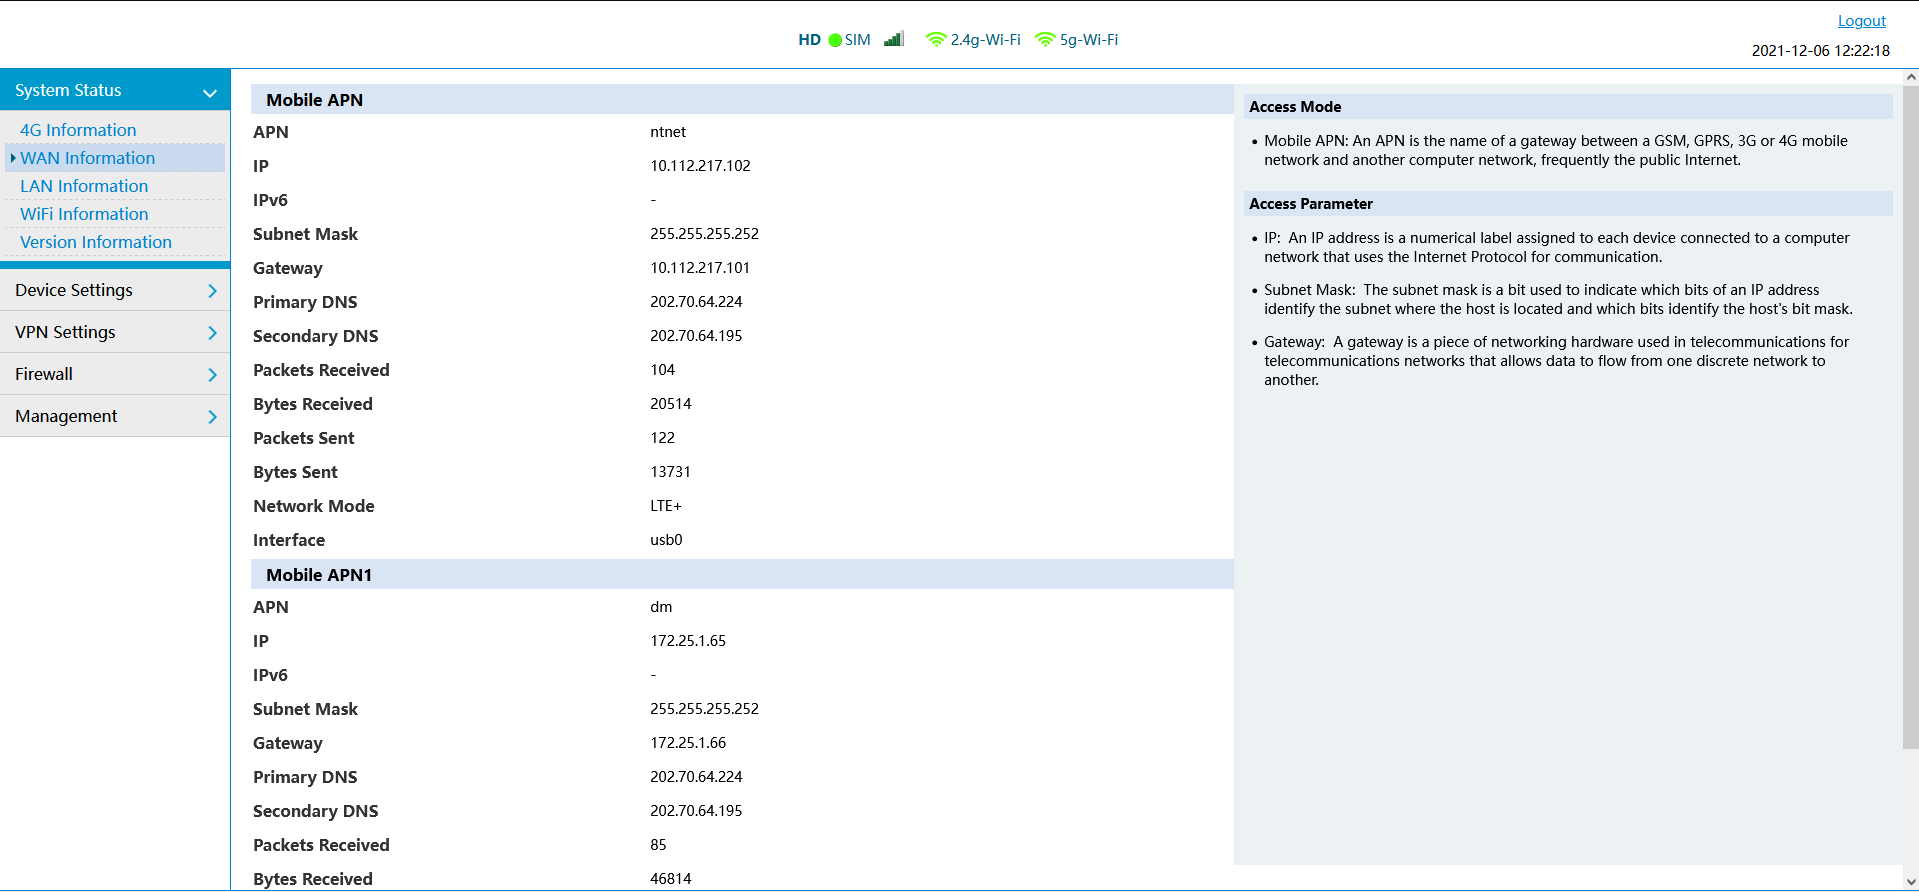 Logout
HD SIM 2.4g-Wi-Fi 5g-Wi-Fi
2021-12-06 12:22:18
System Status
4G Information
WAN Information
LAN Information
WiFi Information
Version Information
Device Settings
VPN Settings
Firewall
Management
Mobile APN
APN ntnet
IP 10.112.217.102
IPv6 -
Subnet Mask 255.255.255.252
Gateway 10.112.217.101
Primary DNS 202.70.64.224
Secondary DNS 202.70.64.195
Packets Received 104
Bytes Received 20514
Packets Sent 122
Bytes Sent 13731
Network Mode LTE+
Interface usb0
Mobile APN1
APN dm
IP 172.25.1.65
IPv6 -
Subnet Mask 255.255.255.252
Gateway 172.25.1.66
Primary DNS 202.70.64.224
Secondary DNS 202.70.64.195
Packets Received 85
Bytes Received 46814
Access Mode
• Mobile APN: An APN is the name of a gateway between a GSM, GPRS, 3G or 4G mobile
network and another computer network, frequently the public Internet.
Access Parameter
• IP: An IP address is a numerical label assigned to each device connected to a computer
network that uses the Internet Protocol for communication.
• Subnet Mask: The subnet mask is a bit used to indicate which bits of an IP address
identify the subnet where the host is located and which bits identify the host's bit mask.
• Gateway: A gateway is a piece of networking hardware used in telecommunications for
telecommunications networks that allows data to flow from one discrete network to
another.